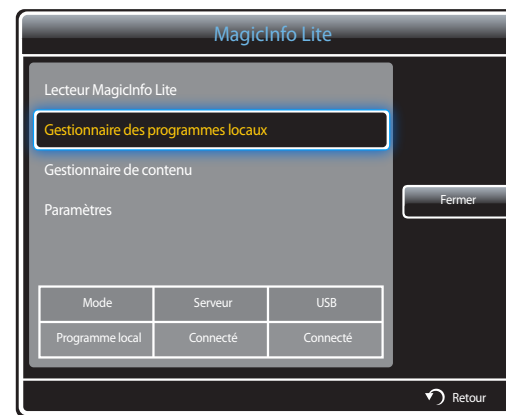 MagicInfo Lite
Lecteur MagicInfo Lite
Gestionnaire des programmes locaux
Gestionnaire de contenu
Paramètres
Fermer
Mode Serveur USB
Programme local Connecté Connecté
Retour